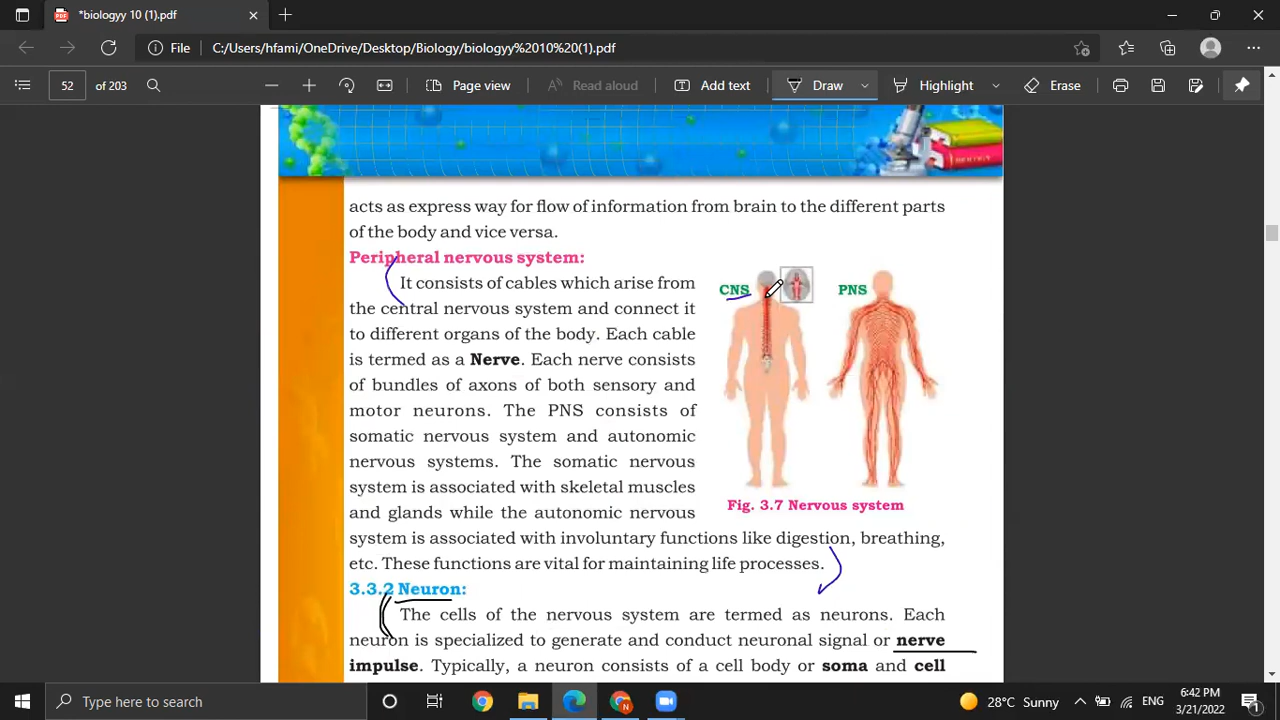 *biologyy 10 (1).pdf
File C:/Users/hfami/OneDrive/Desktop/Biology/biologyy%2010%20(1).pdf
52 of 203 Page view Read aloud Add text Draw Highlight Erase
acts as express way for flow of information from brain to the different parts
of the body and vice versa.
Peripheral nervous system:
It consists of cables which arise from
the central nervous system and connect it
to different organs of the body. Each cable
is termed as a Nerve. Each nerve consists
of bundles of axons of both sensory and
motor neurons. The PNS consists of
somatic nervous system and autonomic
nervous systems. The somatic nervous
system is associated with skeletal muscles
and glands while the autonomic nervous
system is associated with involuntary functions like digestion, breathing,
etc. These functions are vital for maintaining life processes.
CNS PNS
Fig. 3.7 Nervous system
3.3.2 Neuron:
The cells of the nervous system are termed as neurons. Each
neuron is specialized to generate and conduct neuronal signal or nerve
impulse. Typically, a neuron consists of a cell body or soma and cell
Type here to search
28°C Sunny
ENG
6:42 PM
3/21/2022